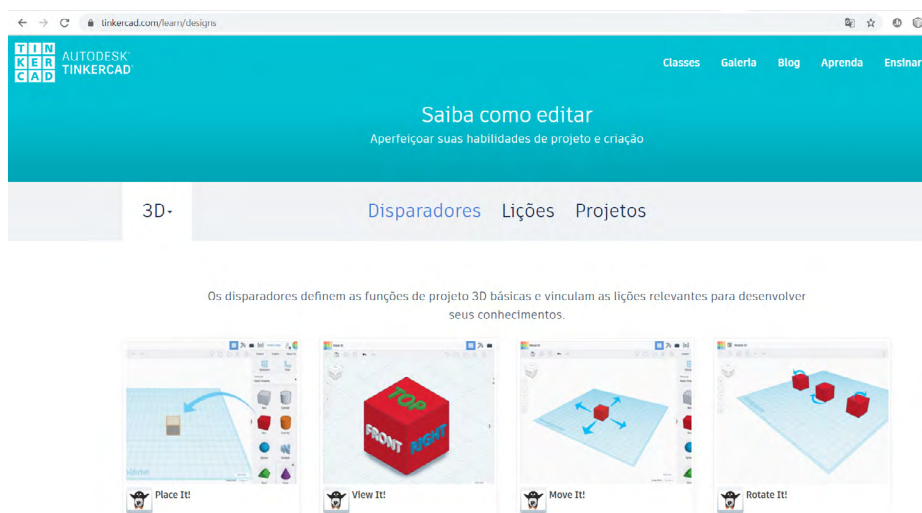 tinkercad.com/learn/designs
TIN
KER
CAD
AUTODESK
TINKERCAD
Classes Galeria Blog Aprenda Ensinar
Saiba como editar
Aperfeiçoar suas habilidades de projeto e criação
3D
Disparadores Lições Projetos
Os disparadores definem as funções de projeto 3D básicas e vinculam as lições relevantes para desenvolver
seus conhecimentos.
TOP
FRONT RIGHT
Place It! View It! Move It! Rotate It!